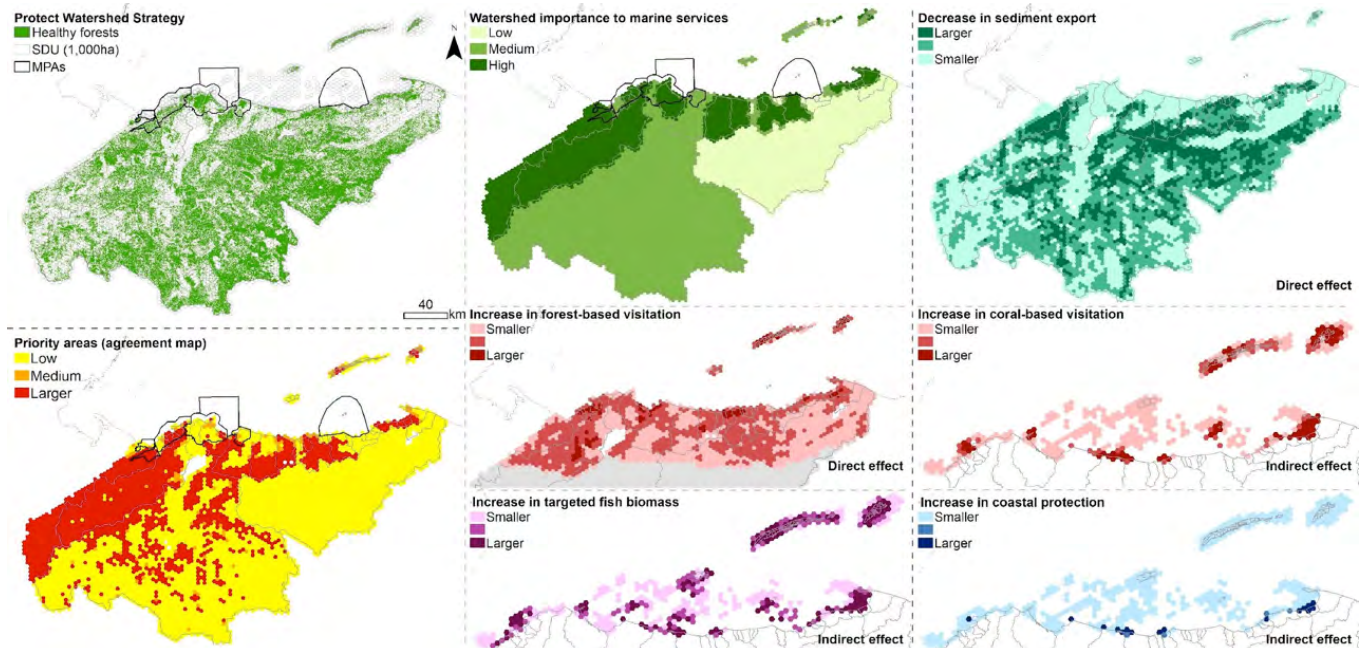 Protect Watershed Strategy
Healthy forests
SDU (1,000ha)
MPAs
N
40
km
Watershed importance to marine services
Low
Medium
High
Decrease in sediment export
Larger
Smaller
Direct effect
Priority areas (agreement map)
Low
Medium
Larger
Increase in forest-based visitation
Smaller
Larger
Direct effect
Increase in coral-based visitation
Smaller
Larger
Indirect effect
Increase in targeted fish biomass
Smaller
Larger
Indirect effect
Increase in coastal protection
Smaller
Larger
Indirect effect